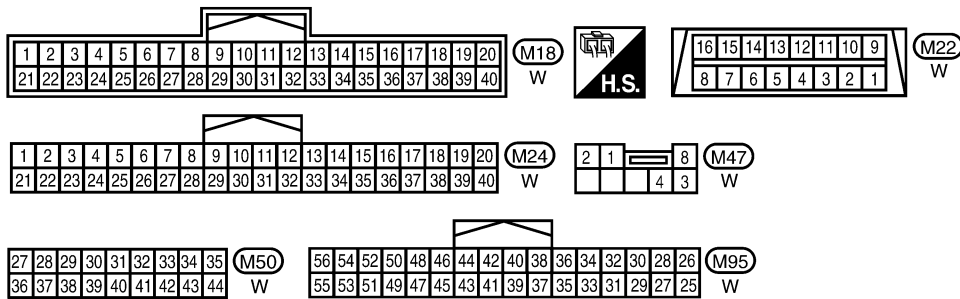 1 2 3 4 5 6 7 8 9 10 11 12 13 14 15 16 17 18 19 20 M18
21 22 23 24 25 26 27 28 29 30 31 32 33 34 35 36 37 38 39 40 W
H.S.
16 15 14 13 12 11 10 9 M22
8 7 6 5 4 3 2 1 W
1 2 3 4 5 6 7 8 9 10 11 12 13 14 15 16 17 18 19 20 M24
21 22 23 24 25 26 27 28 29 30 31 32 33 34 35 36 37 38 39 40 W
2 1 8 M47
4 3 W
27 28 29 30 31 32 33 34 35 M50
36 37 38 39 40 41 42 43 44 W
56 54 52 50 48 46 44 42 40 38 36 34 32 30 28 26 M95
55 53 51 49 47 45 43 41 39 37 35 33 31 29 27 25 W